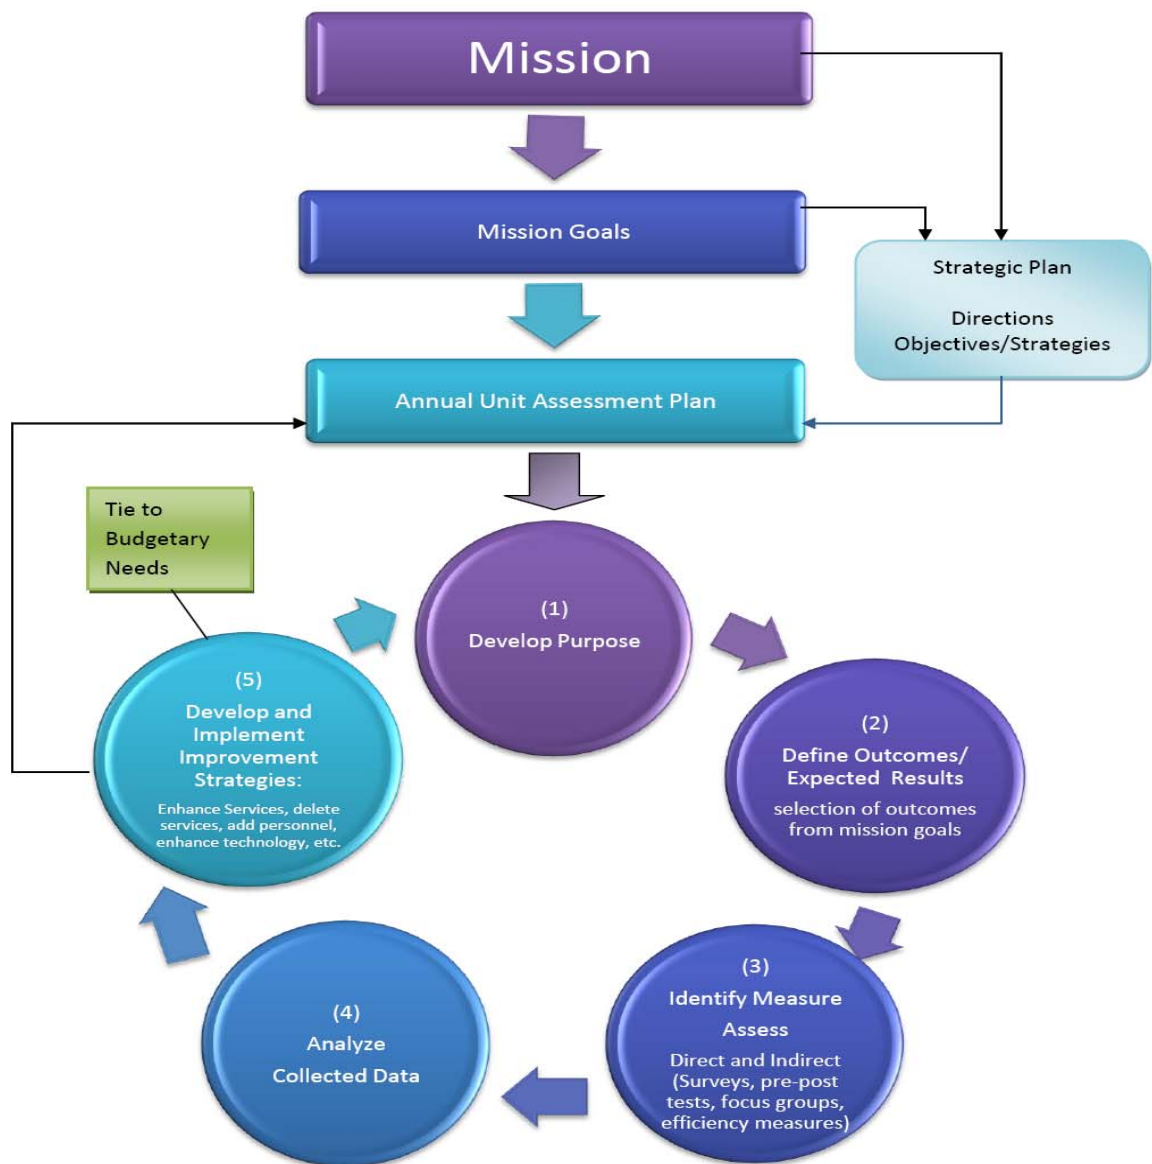 Mission
Mission Goals
Strategic Plan
Directions
Objectives/Strategies
Annual Unit Assessment Plan
Tie to
Budgetary
Needs
(1)
Develop Purpose
(2)
Define Outcomes/
Expected Results
selection of outcomes
from mission goals
(3)
Identify Measure
Assess
Direct and Indirect
(Surveys, pre-post
tests, focus groups,
efficiency measures)
(4)
Analyze
Collected Data
(5)
Develop and
Implement
Improvement
Strategies:
Enhance Services, delete
services, add personnel,
enhance technology, etc.